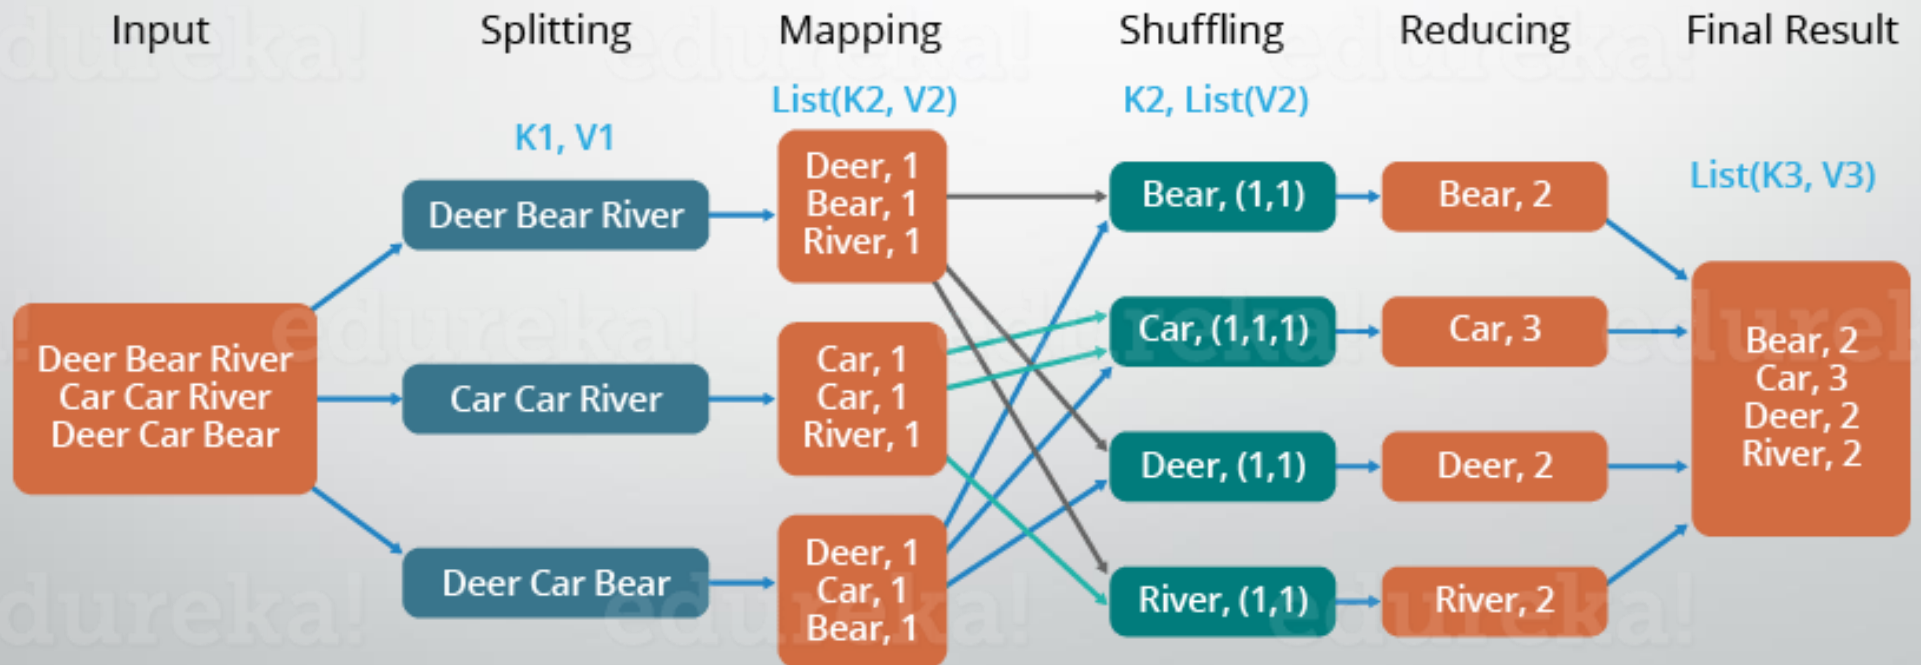 Input
Splitting
Mapping
Shuffling
Reducing
Final Result
K1, V1
List(K2, V2)
K2, List(V2)
List(K3, V3)
Deer Bear River
Car Car River
Deer Car Bear
Deer Bear River
Car Car River
Deer Car Bear
Deer, 1
Bear, 1
River, 1
Car, 1
Car, 1
River, 1
Deer, 1
Car, 1
Bear, 1
Bear, (1,1)
Car, (1,1,1)
Deer, (1,1)
River, (1,1)
Bear, 2
Car, 3
Deer, 2
River, 2
Bear, 2
Car, 3
Deer, 2
River, 2
edureka!